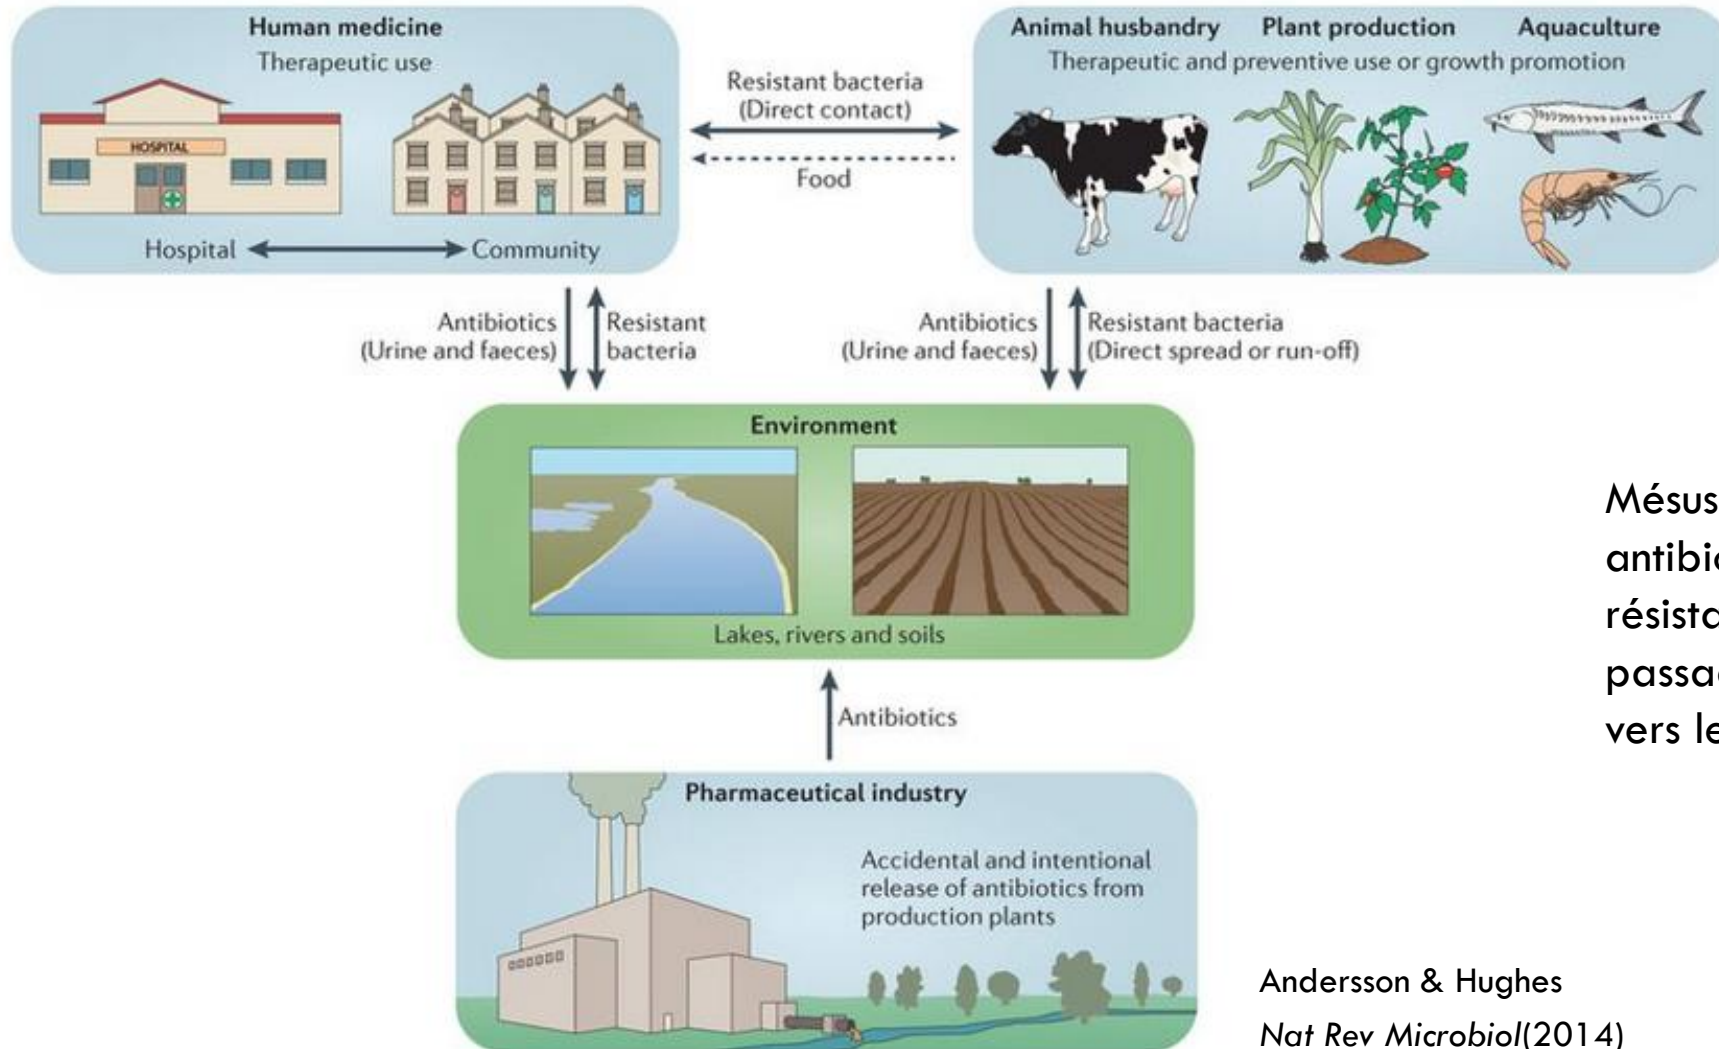 Human medicine
Therapeutic use
HOSPITAL
Hospital
Community
Resistant bacteria
(Direct contact)
Food
Animal husbandry Plant production Aquaculture
Therapeutic and preventive use or growth promotion
Antibiotics
(Urine and faeces)
Resistant
bacteria
Antibiotics
(Urine and faeces)
Resistant bacteria
(Direct spread or run-off)
Environment
Lakes, rivers and soils
Antibiotics
Pharmaceutical industry
Accidental and intentional
release of antibiotics from
production plants
vers
Andersson & Hughes
Nat Rev Microbiol(2014)